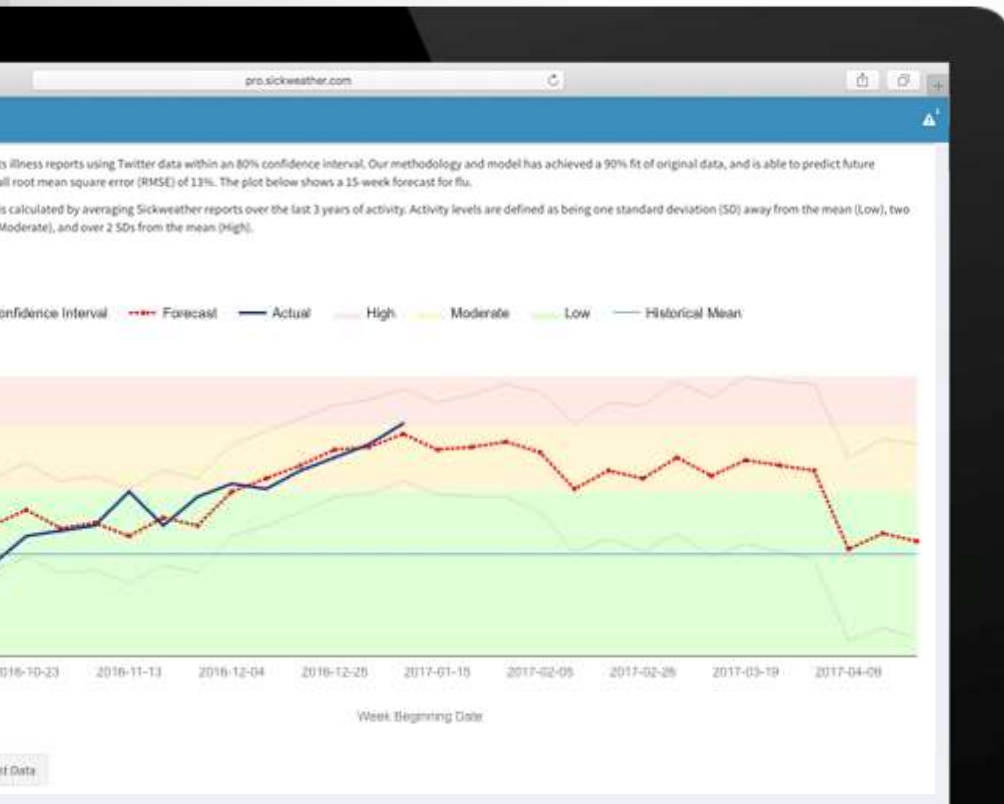 pro.sickweather.com
ts illness reports using Twitter data within an 80% confidence interval. Our methodology and model has achieved a 90% fit of original data, and is able to predict future
all root mean square error (RMSE) of 13%. The plot below shows a 15-week forecast for flu.
is calculated by averaging Sickweather reports over the last 3 years of activity. Activity levels are defined as being one standard deviation (SD) away from the mean (Low), two
Moderate), and over 2 SDs from the mean (High).
onfidence Interval Forecast Actual High Moderate Low Historical Mean
2016-10-23 2016-11-13 2016-12-04 2016-12-25 2017-01-15 2017-02-05 2017-02-26 2017-03-19 2017-04-09
Week Beginning Date
st Data